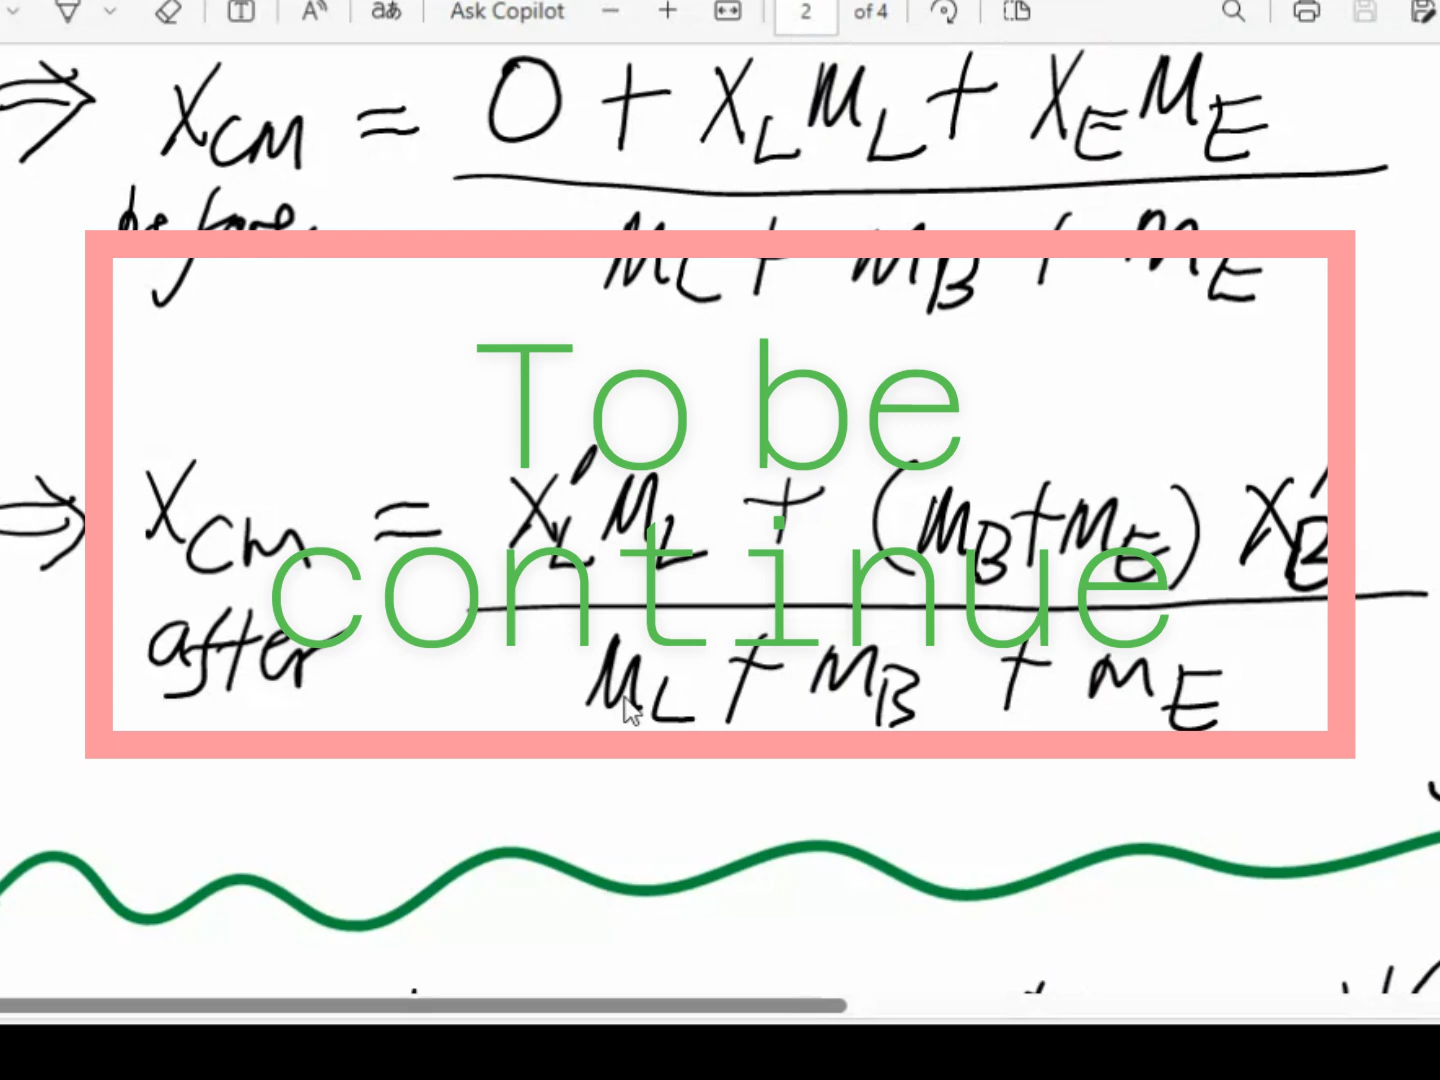 Ask Copilot 2 of 4
⇒ X_CM = 0 + X_L M_L + X_E M_E
before M_L + M_B + M_E
To be
⇒ X_CM = X_L' M_L + (M_B + M_E) X_B'
continue
after M_L + M_B + M_E